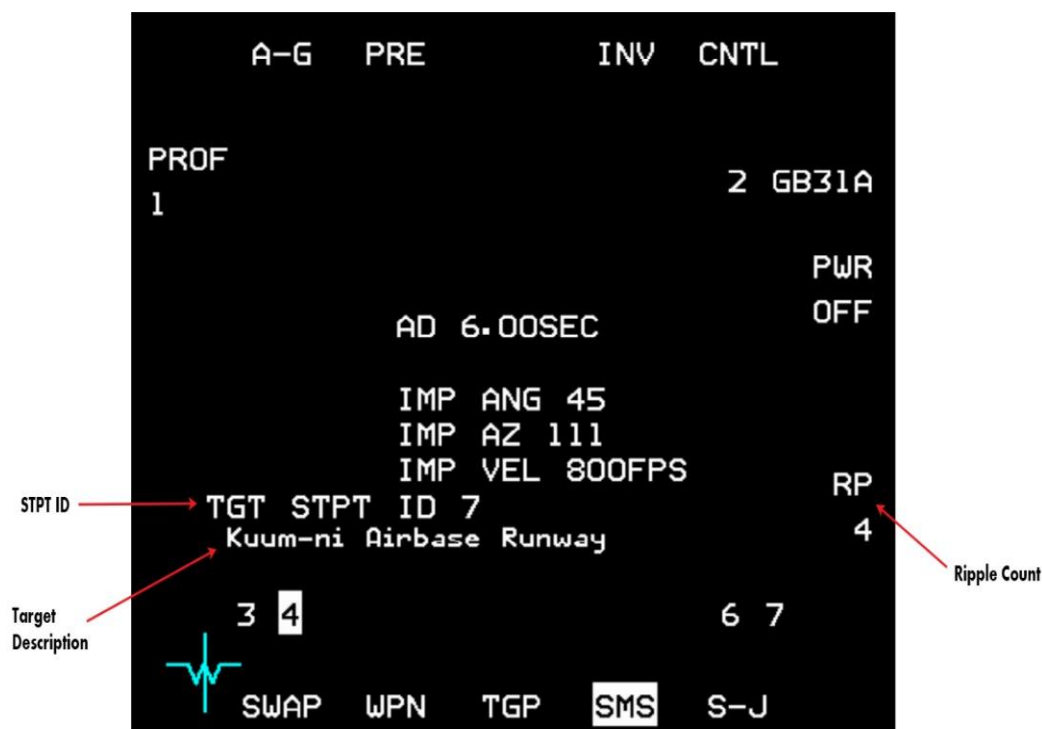 A-G PRE INV CNTL
PROF
1
2 GB31A
PWR
OFF
AD 6.00SEC
IMP ANG 45
IMP AZ 111
IMP VEL 800FPS
RP
4
STPT ID
TGT STPT ID 7
Kuum-ni Airbase Runway
Ripple Count
Target
Description
3 4 6 7
SWAP WPN TGP SMS S-J